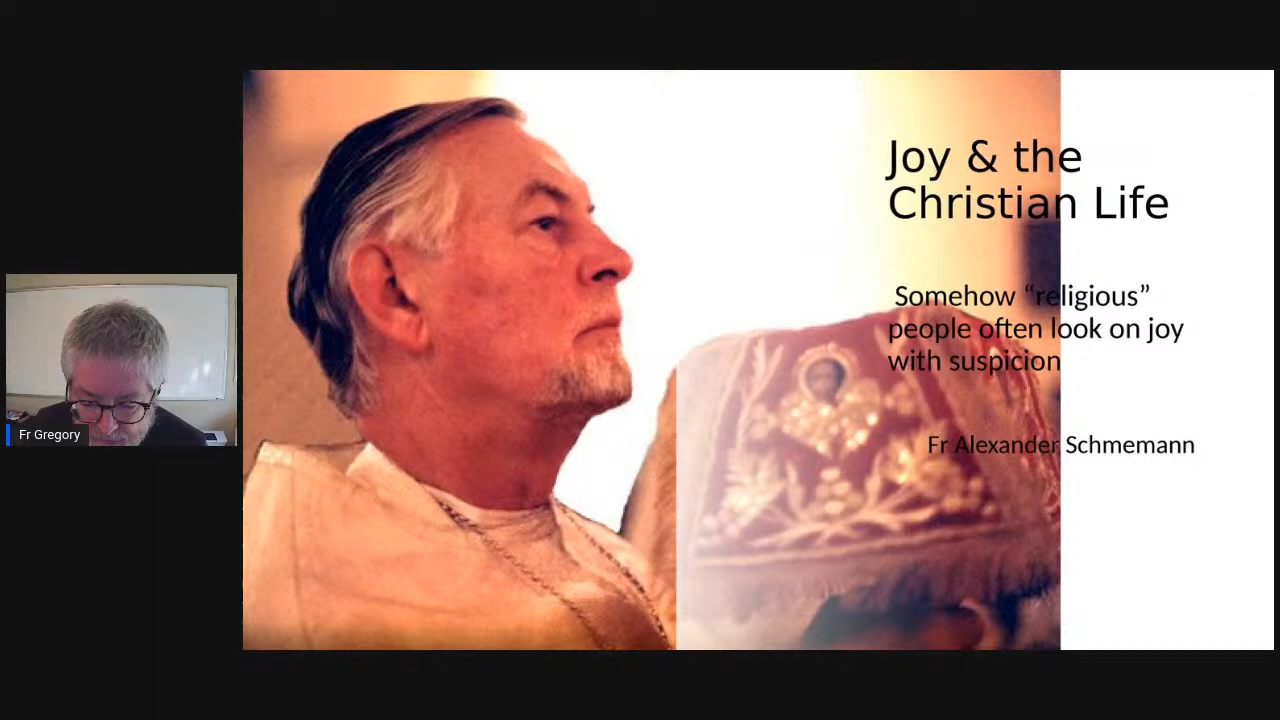 Joy & the
Christian Life
Somehow “religious”
people often look on joy
with suspicion
Fr Alexander Schmemann
Fr Gregory